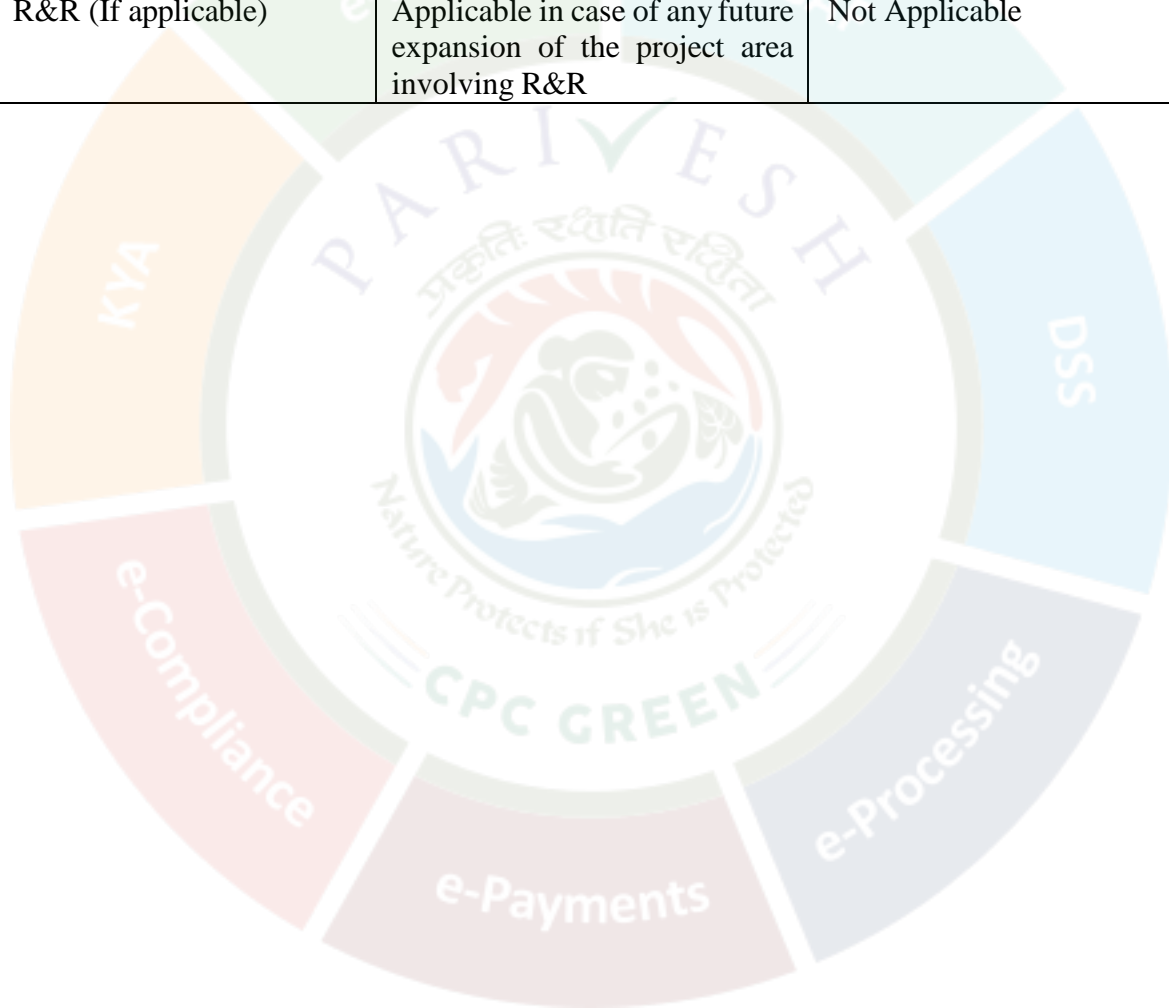 R&R (If applicable)
Applicable in case of any future
expansion of the project area
involving R&R
Not Applicable
PARIVESH
प्रकृतिः रक्षति रक्षिता
KYA
DSS
Nature Protects if She is Protected
CPC GREEN
e-Compliance
e-Processing
e-Payments